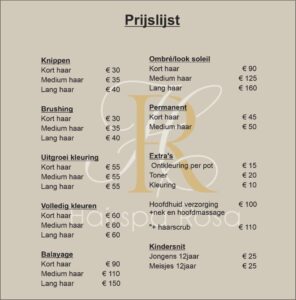 Prijslijst
Knippen
Kort haar € 30
Medium haar € 35
Lang haar € 40
Brushing
Kort haar € 30
Medium haar € 35
Lang haar € 40
Uitgroei kleuring
Kort haar € 55
Medium haar € 55
Lang haar € 55
Volledig kleuren
Kort haar € 60
Medium haar € 60
Lang haar € 60
Balayage
Kort haar € 90
Medium haar € 110
Lang haar € 150
Ombré/look soleil
Kort haar € 90
Medium haar € 125
Lang haar € 160
Permanent
Kort haar € 45
Medium haar € 50
Extra's
Ontkleuring per pot € 15
Toner € 20
Kleuring € 10
Hoofdhuid verzorging € 100
+nek en hoofdmassage
"+ haarscrub € 110
Kindersnit
Jongens 12jaar € 25
Meisjes 12jaar € 25
HR
Hairspot Rosa